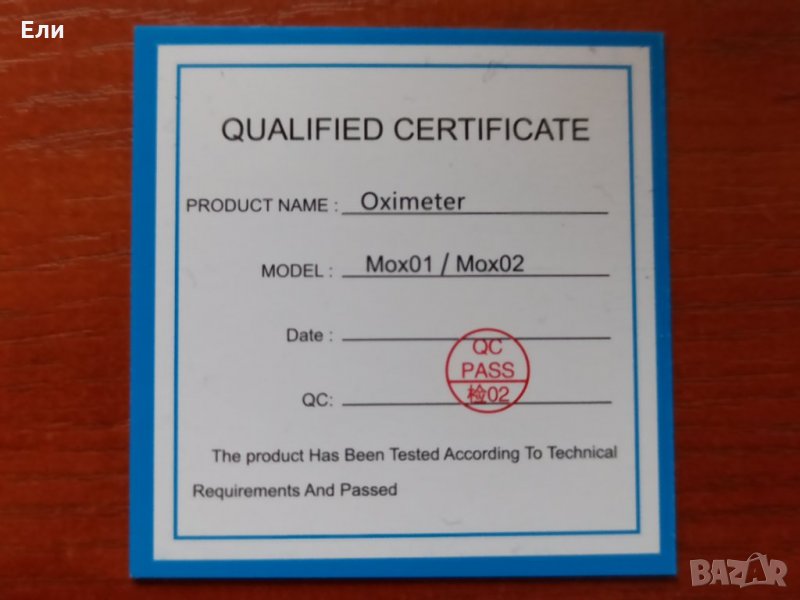 Ели
QUALIFIED CERTIFICATE
PRODUCT NAME : Oximeter
MODEL : Mox01 / Mox02
Date :
QC
PASS
检02
QC:
The product Has Been Tested According To Technical
Requirements And Passed
BAZAR